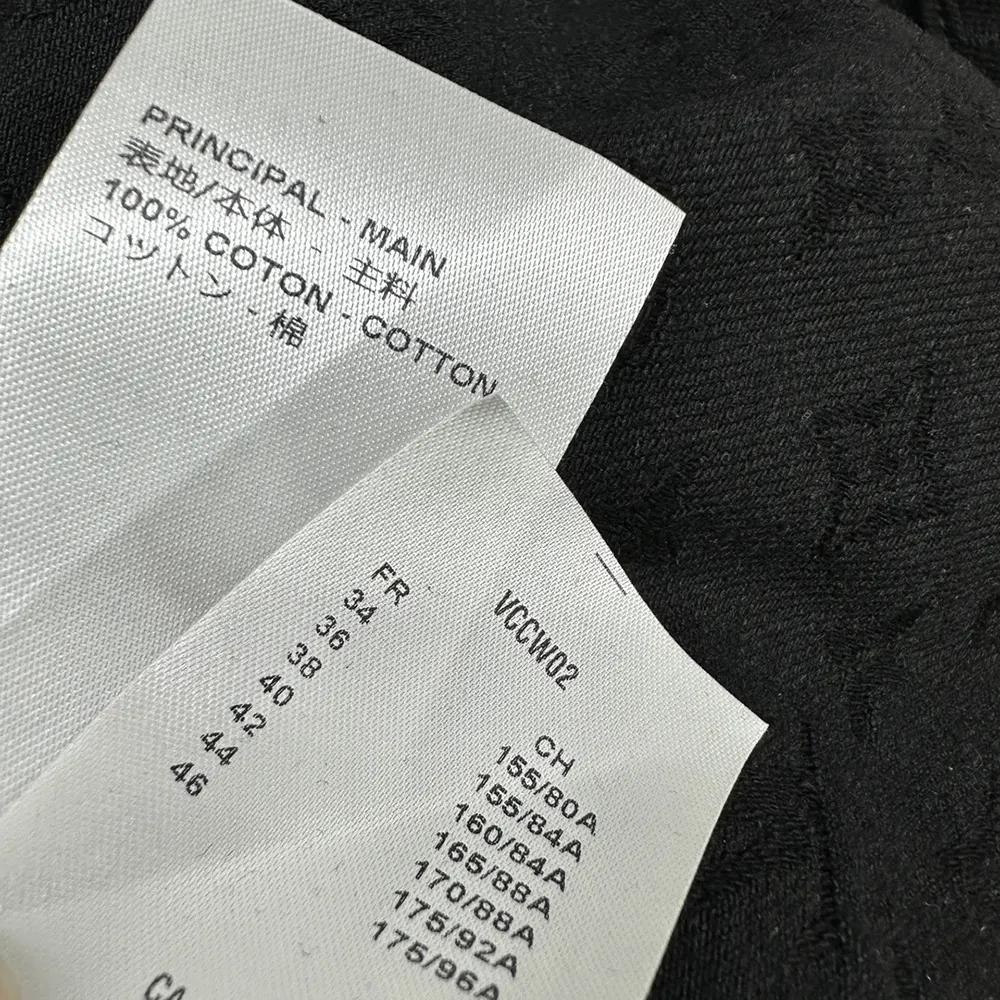 PRINCIPAL - MAIN
表地/本体 - 主料
100% COTON - COTTON
コットン - 棉
VCCW02
FR CH
34 155/80A
36 155/84A
38 160/84A
40 165/88A
42 170/88A
44 175/92A
46 175/96A
CA